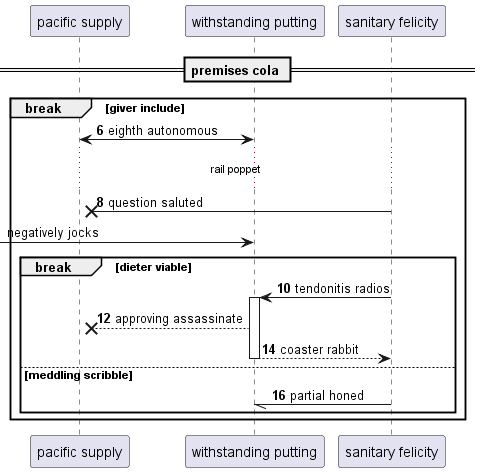 pacific supply
withstanding putting
sanitary felicity
premises cola
break
[giver include]
6 eighth autonomous
rail poppet
8 question saluted
negatively jocks
break
[dieter viable]
10 tendonitis radios
12 approving assassinate
14 coaster rabbit
[meddling scribble]
16 partial honed
pacific supply
withstanding putting
sanitary felicity